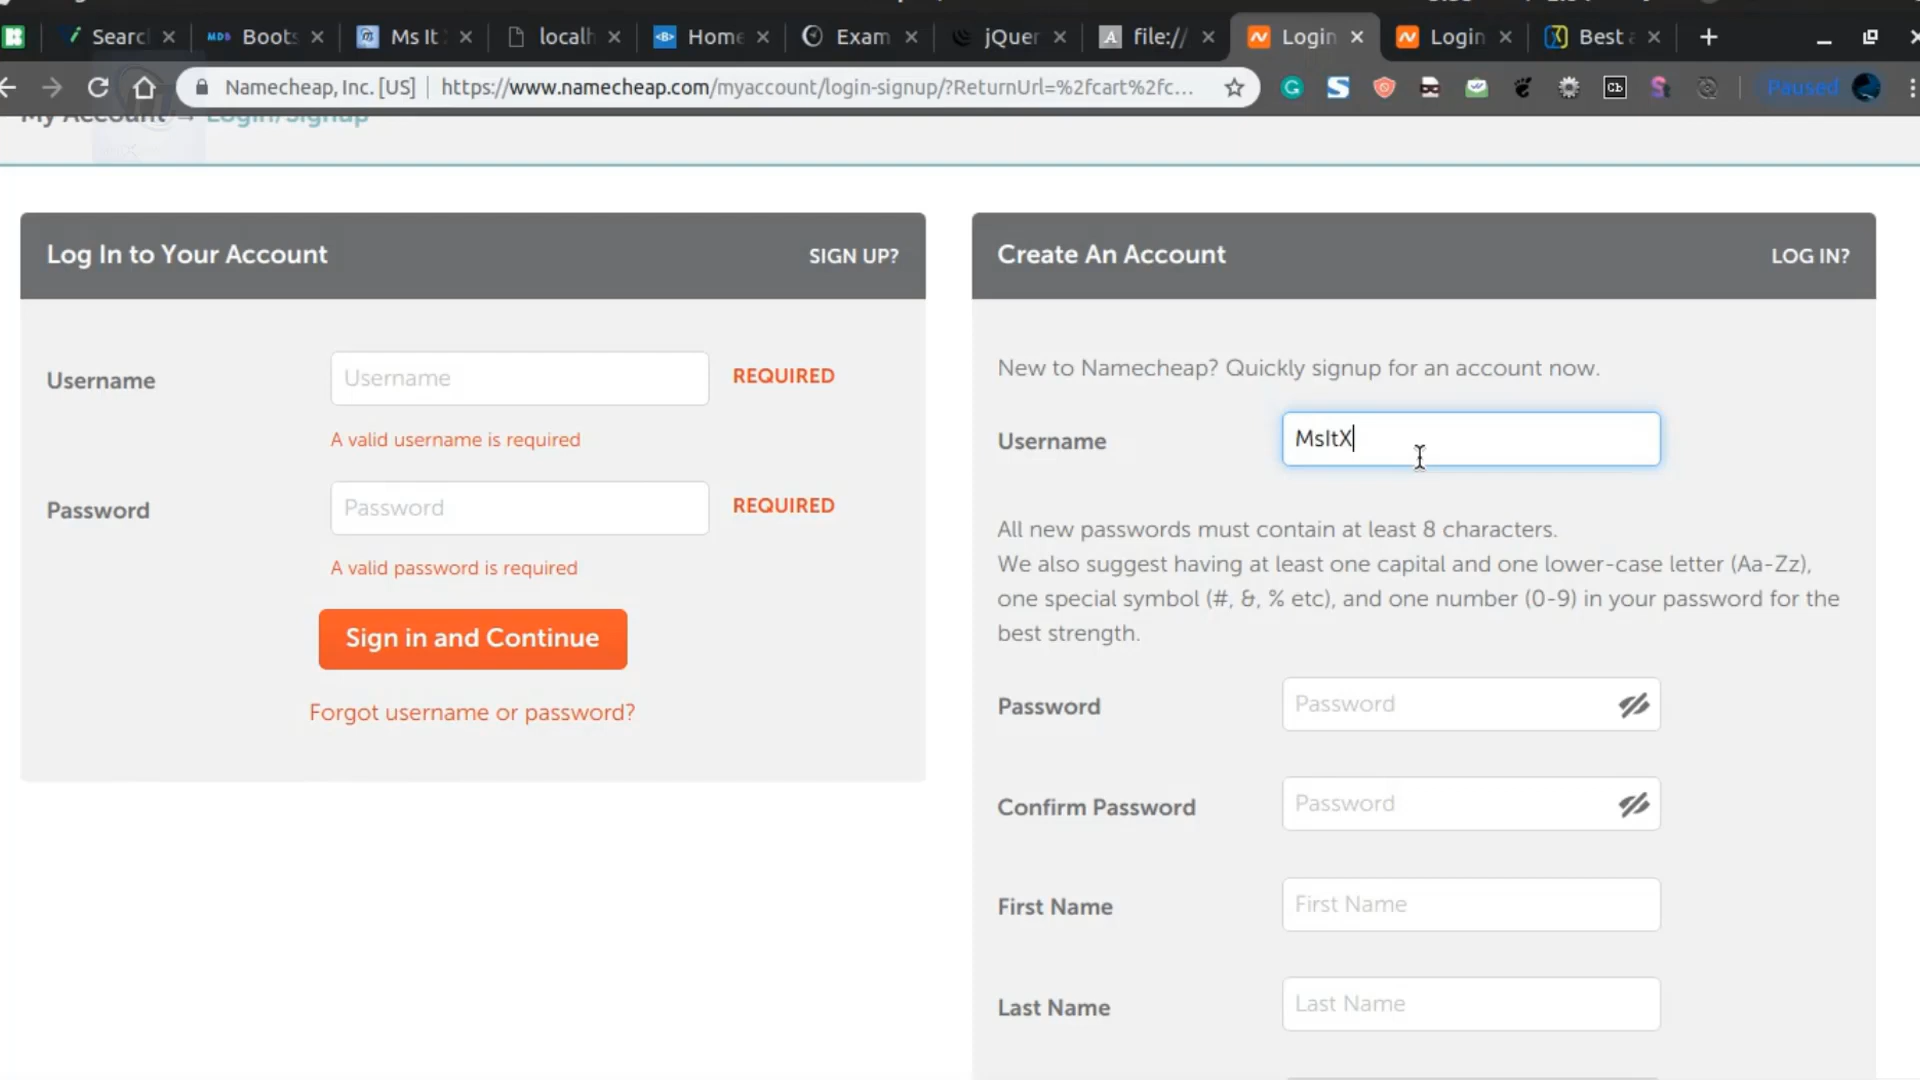 Searc
MDB Boots
Ms It
localh
Home
Exam
jQuer
file://
Login
Login
Best a
Namecheap, Inc. [US] | https://www.namecheap.com/myaccount/login-signup/?ReturnUrl=%2fcart%2fc...
Paused
My Account → Login/Signup
Log In to Your Account
SIGN UP?
Username
Username
REQUIRED
A valid username is required
Password
Password
REQUIRED
A valid password is required
Sign in and Continue
Forgot username or password?
Create An Account
LOG IN?
New to Namecheap? Quickly signup for an account now.
Username
MsItX
All new passwords must contain at least 8 characters.
We also suggest having at least one capital and one lower-case letter (Aa-Zz),
one special symbol (#, &, % etc), and one number (0-9) in your password for the
best strength.
Password
Password
Confirm Password
Password
First Name
First Name
Last Name
Last Name